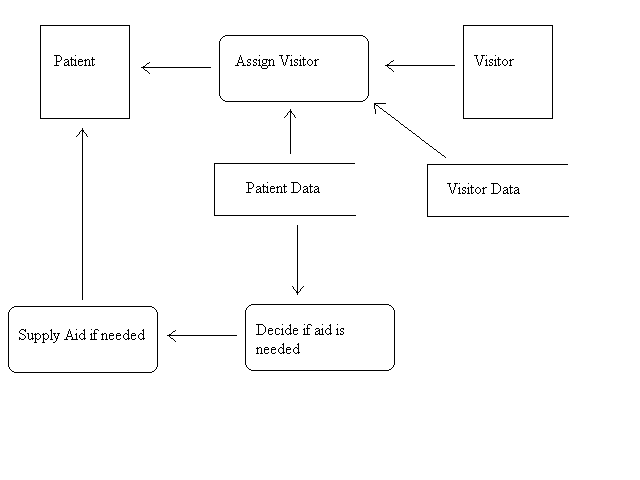 Patient
Assign Visitor
Visitor
Patient Data
Visitor Data
Supply Aid if needed
Decide if aid is
needed